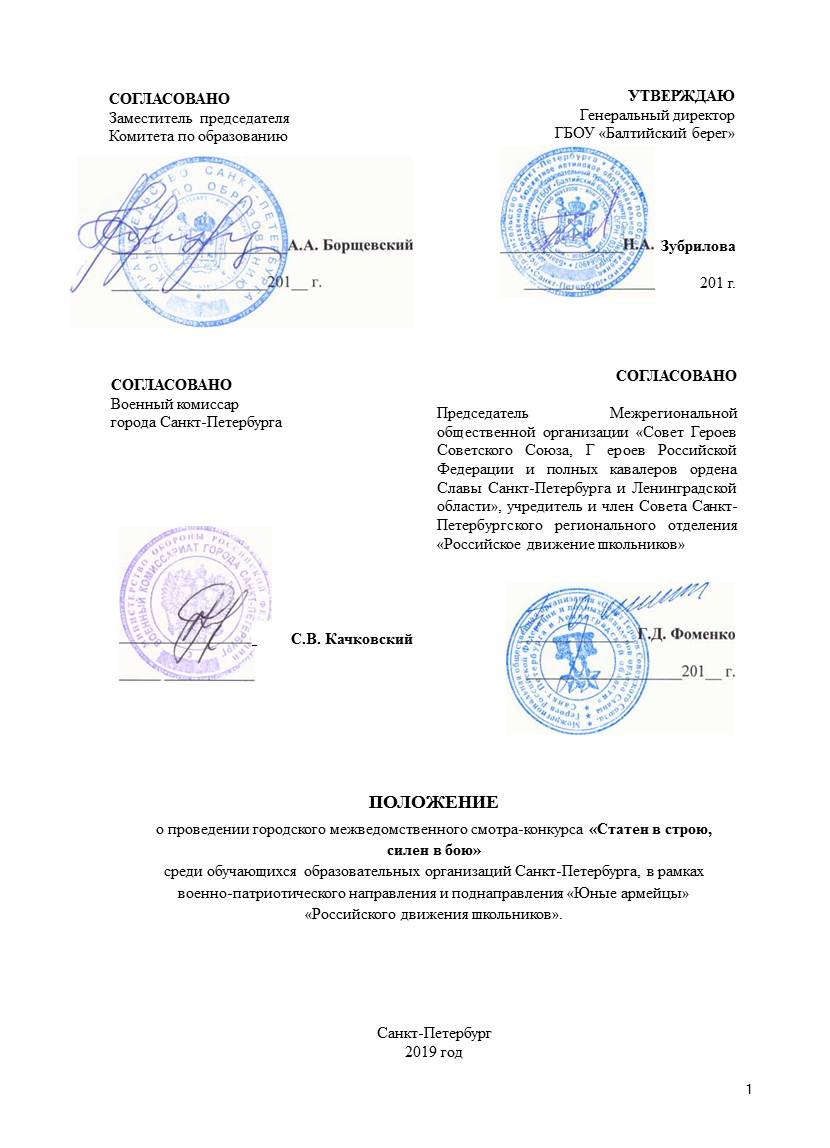 СОГЛАСОВАНО
Заместитель председателя
Комитета по образованию
А.А. Борщевский
201__ г.
УТВЕРЖДАЮ
Генеральный директор
ГБОУ «Балтийский берег»
Н.А. Зубрилова
201 г.
СОГЛАСОВАНО
Военный комиссар
города Санкт-Петербурга
С.В. Качковский
СОГЛАСОВАНО
Председатель Межрегиональной
общественной организации «Совет Героев
Советского Союза, Г ероев Российской
Федерации и полных кавалеров ордена
Славы Санкт-Петербурга и Ленинградской
области», учредитель и член Совета Санкт-
Петербургского регионального отделения
«Российское движение школьников»
Г.Д. Фоменко
201__ г.
ПОЛОЖЕНИЕ
о проведении городского межведомственного смотра-конкурса «Статен в строю,
силен в бою»
среди обучающихся образовательных организаций Санкт-Петербурга, в рамках
военно-патриотического направления и поднаправления «Юные армейцы»
«Российского движения школьников».
Санкт-Петербург
2019 год
1